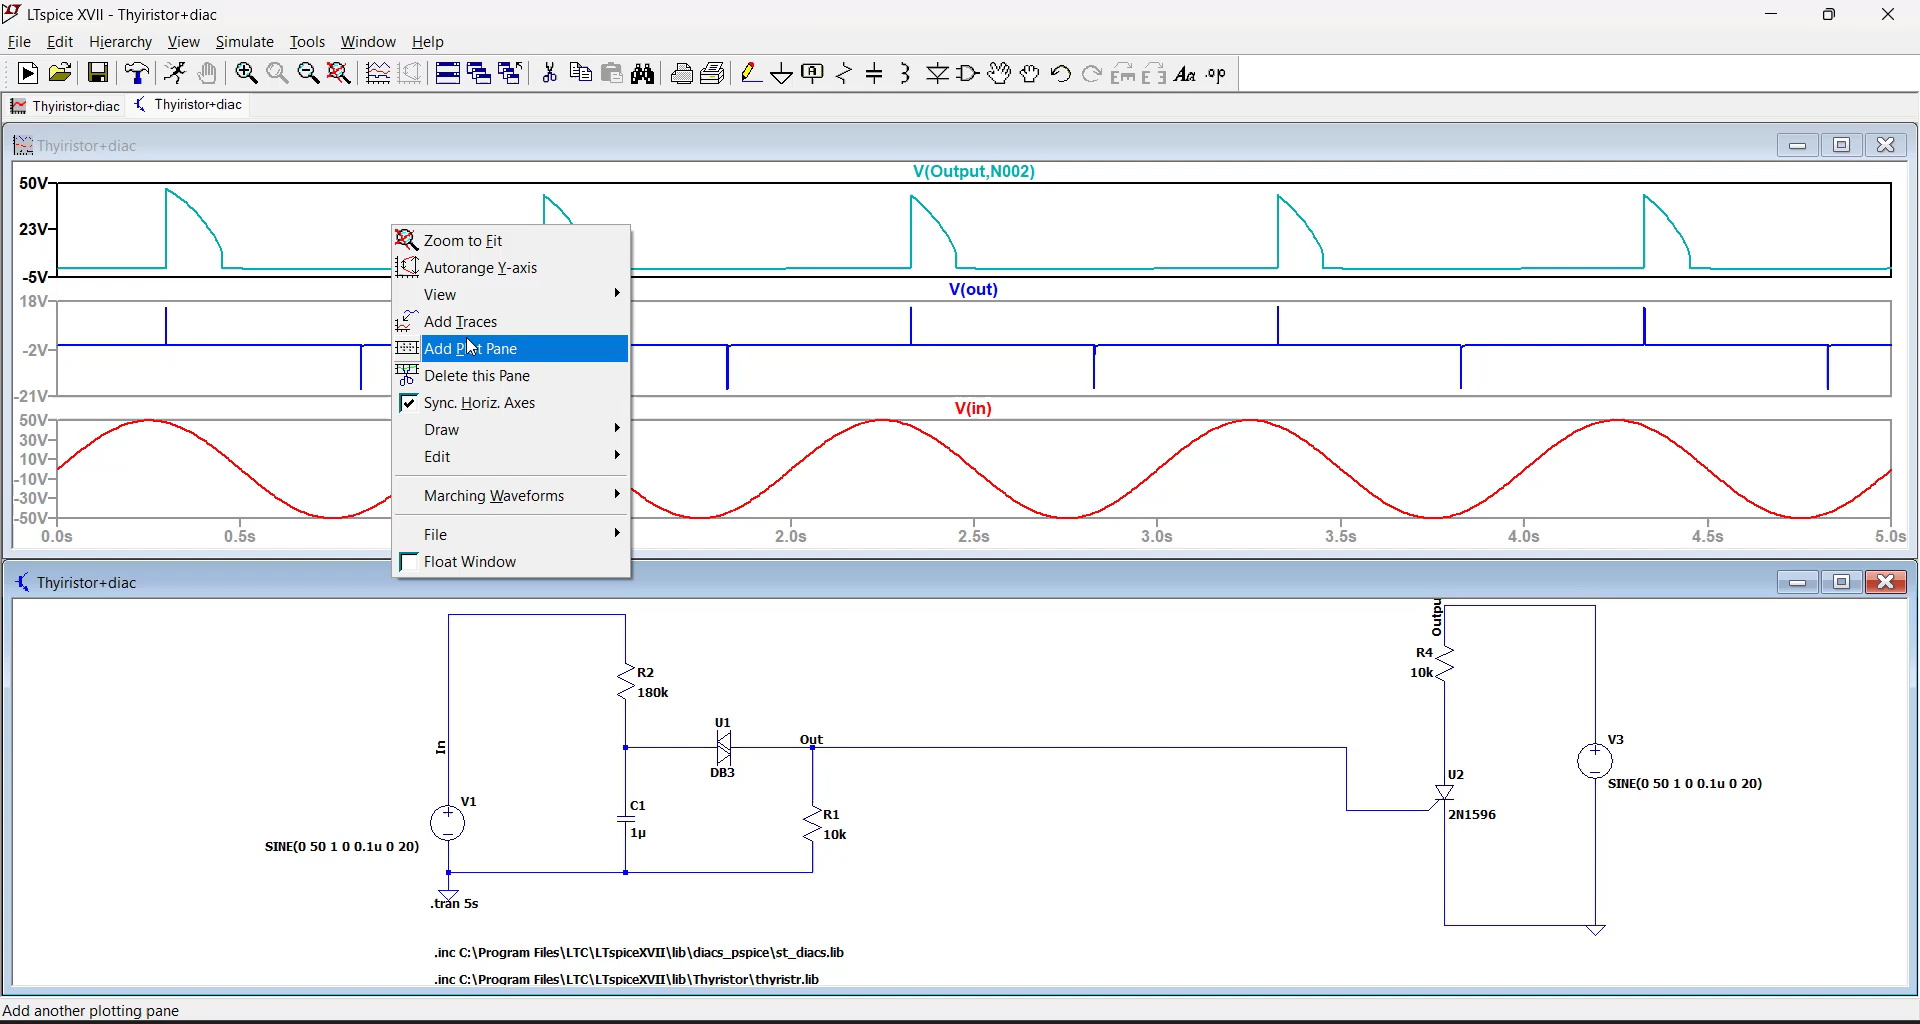 LTspice XVII - Thyiristor+diac
File Edit Hierarchy View Simulate Tools Window Help
Thyiristor+diac Thyiristor+diac
Thyiristor+diac
V(Output,N002)
50V
23V
-5V
V(out)
18V
-2V
-21V
V(in)
50V
30V
10V
-10V
-30V
-50V
0.0s 0.5s 2.0s 2.5s 3.0s 3.5s 4.0s 4.5s 5.0s
Zoom to Fit
Autorange Y-axis
View
Add Traces
Add Plot Pane
Delete this Pane
Sync. Horiz. Axes
Draw
Edit
Marching Waveforms
File
Float Window
Thyiristor+diac
In
V1
SINE(0 50 1 0 0.1u 0 20)
.tran 5s
R2
180k
C1
1µ
U1
DB3
Out
R1
10k
Outpu
R4
10k
U2
2N1596
V3
SINE(0 50 1 0 0.1u 0 20)
.inc C:\Program Files\LTC\LTspiceXVII\lib\diacs_pspice\st_diacs.lib
.inc C:\Program Files\LTC\LTspiceXVII\lib\Thyristor\thyristr.lib
Add another plotting pane